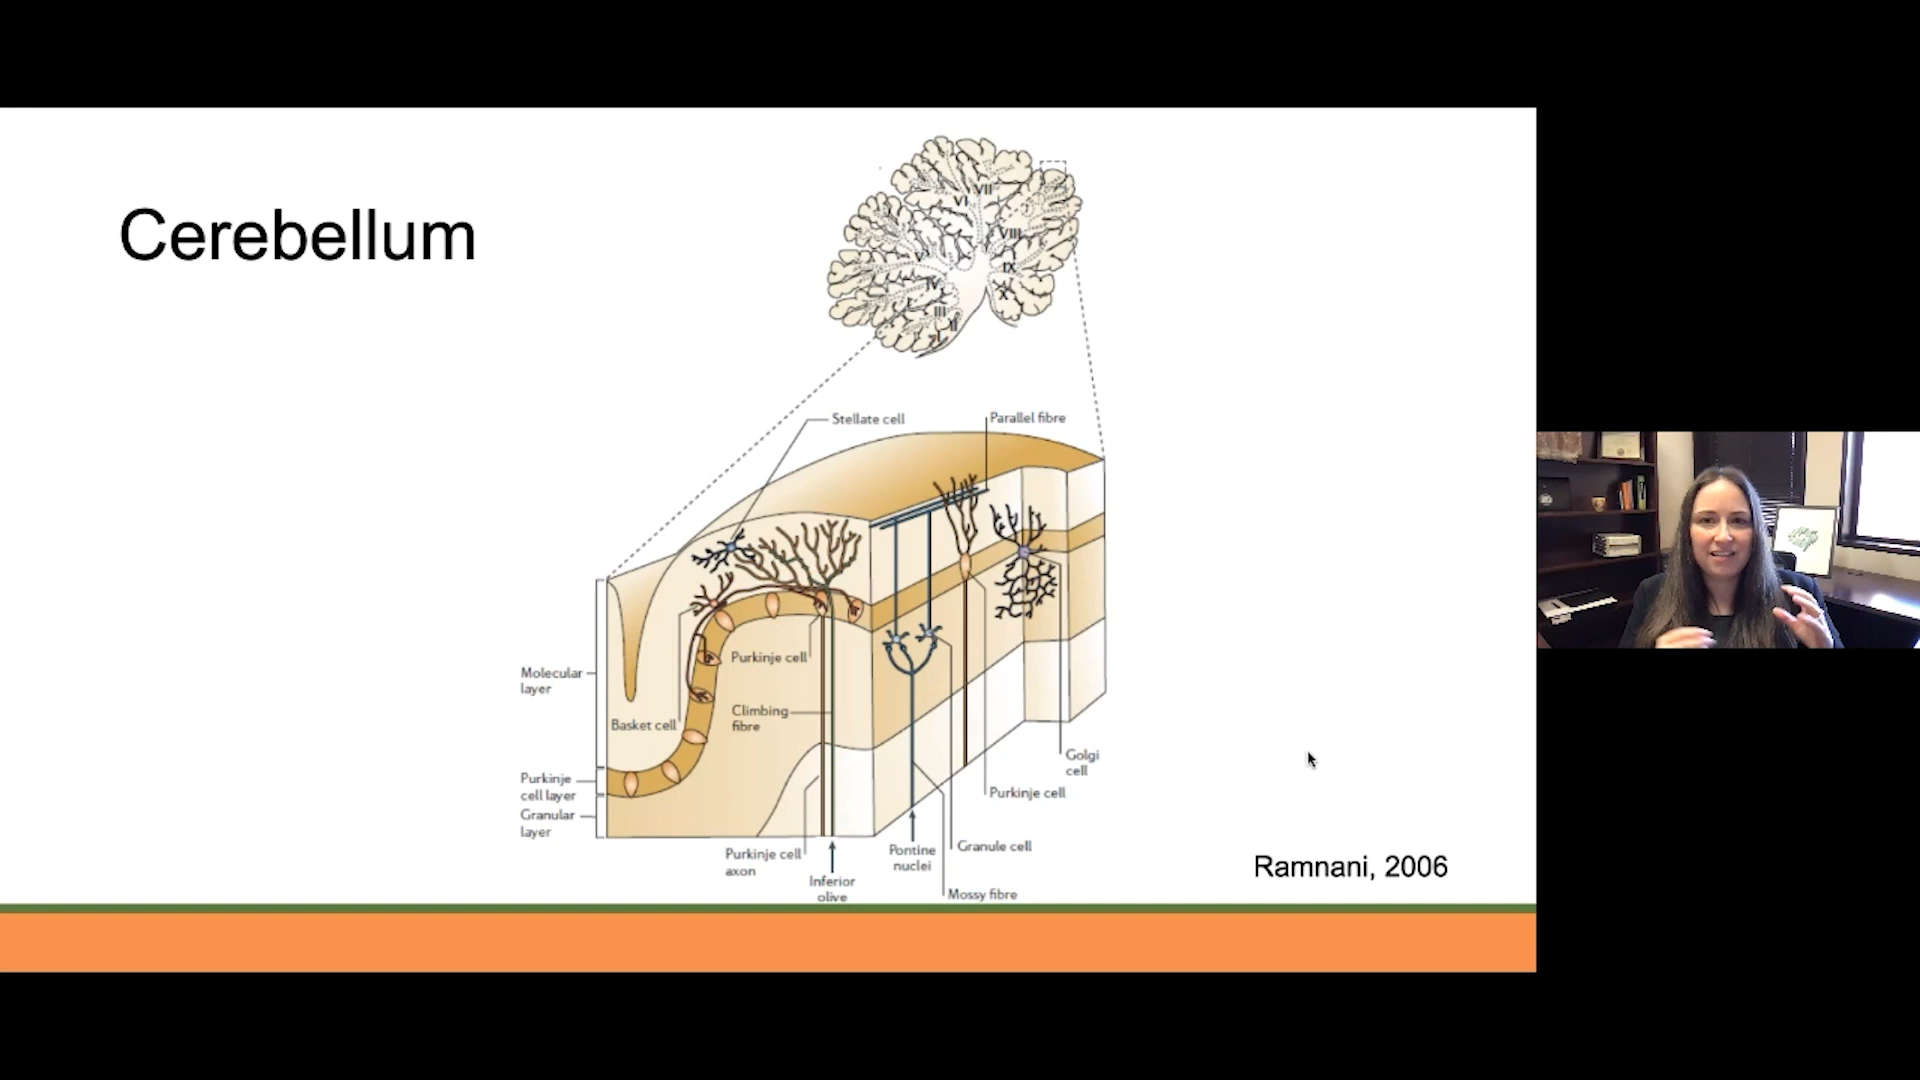 Cerebellum
VII
VI
VIII
V
IX
IV
X
III
II
I
Stellate cell
Parallel fibre
Purkinje cell
Molecular
layer
Climbing
fibre
Basket cell
Golgi
cell
Purkinje
cell layer
Purkinje cell
Granular
layer
Purkinje cell
axon
Pontine
nuclei
Granule cell
Inferior
olive
Mossy fibre
Ramnani, 2006